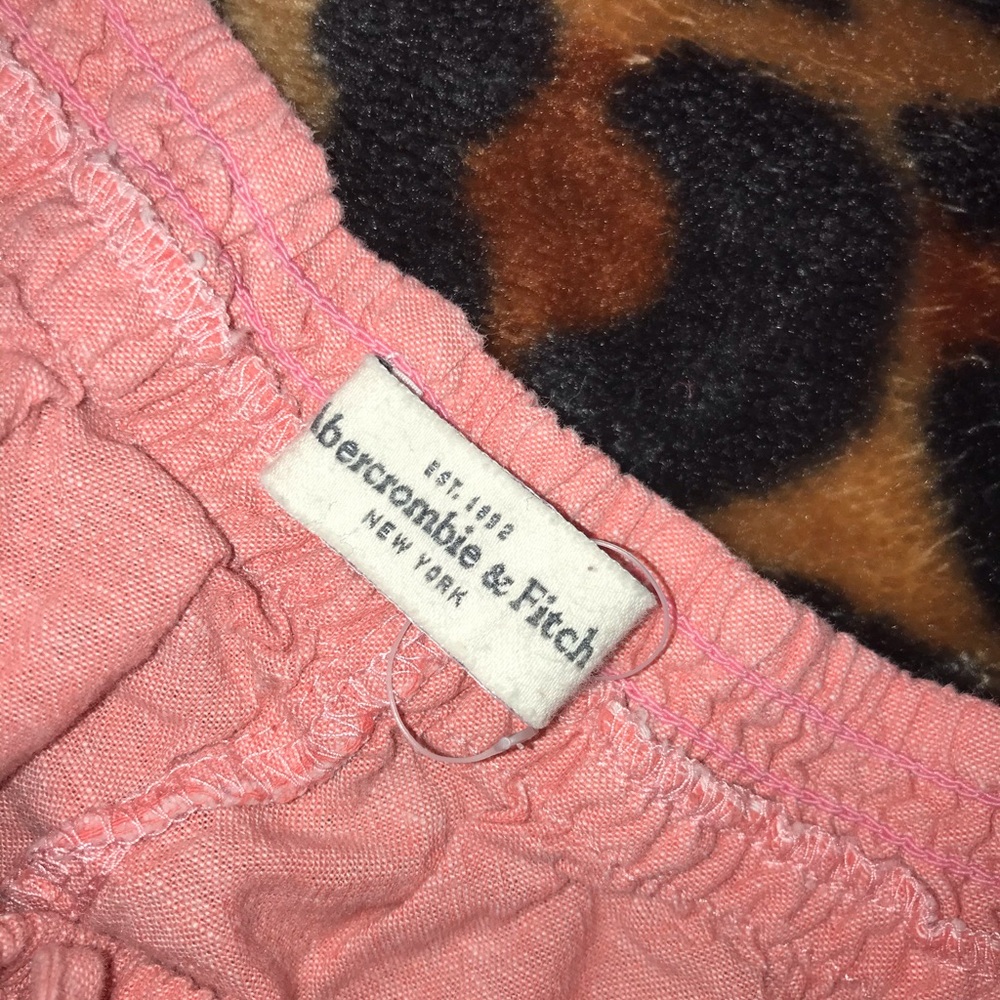 EST. 1892
Abercrombie & Fitch
NEW YORK